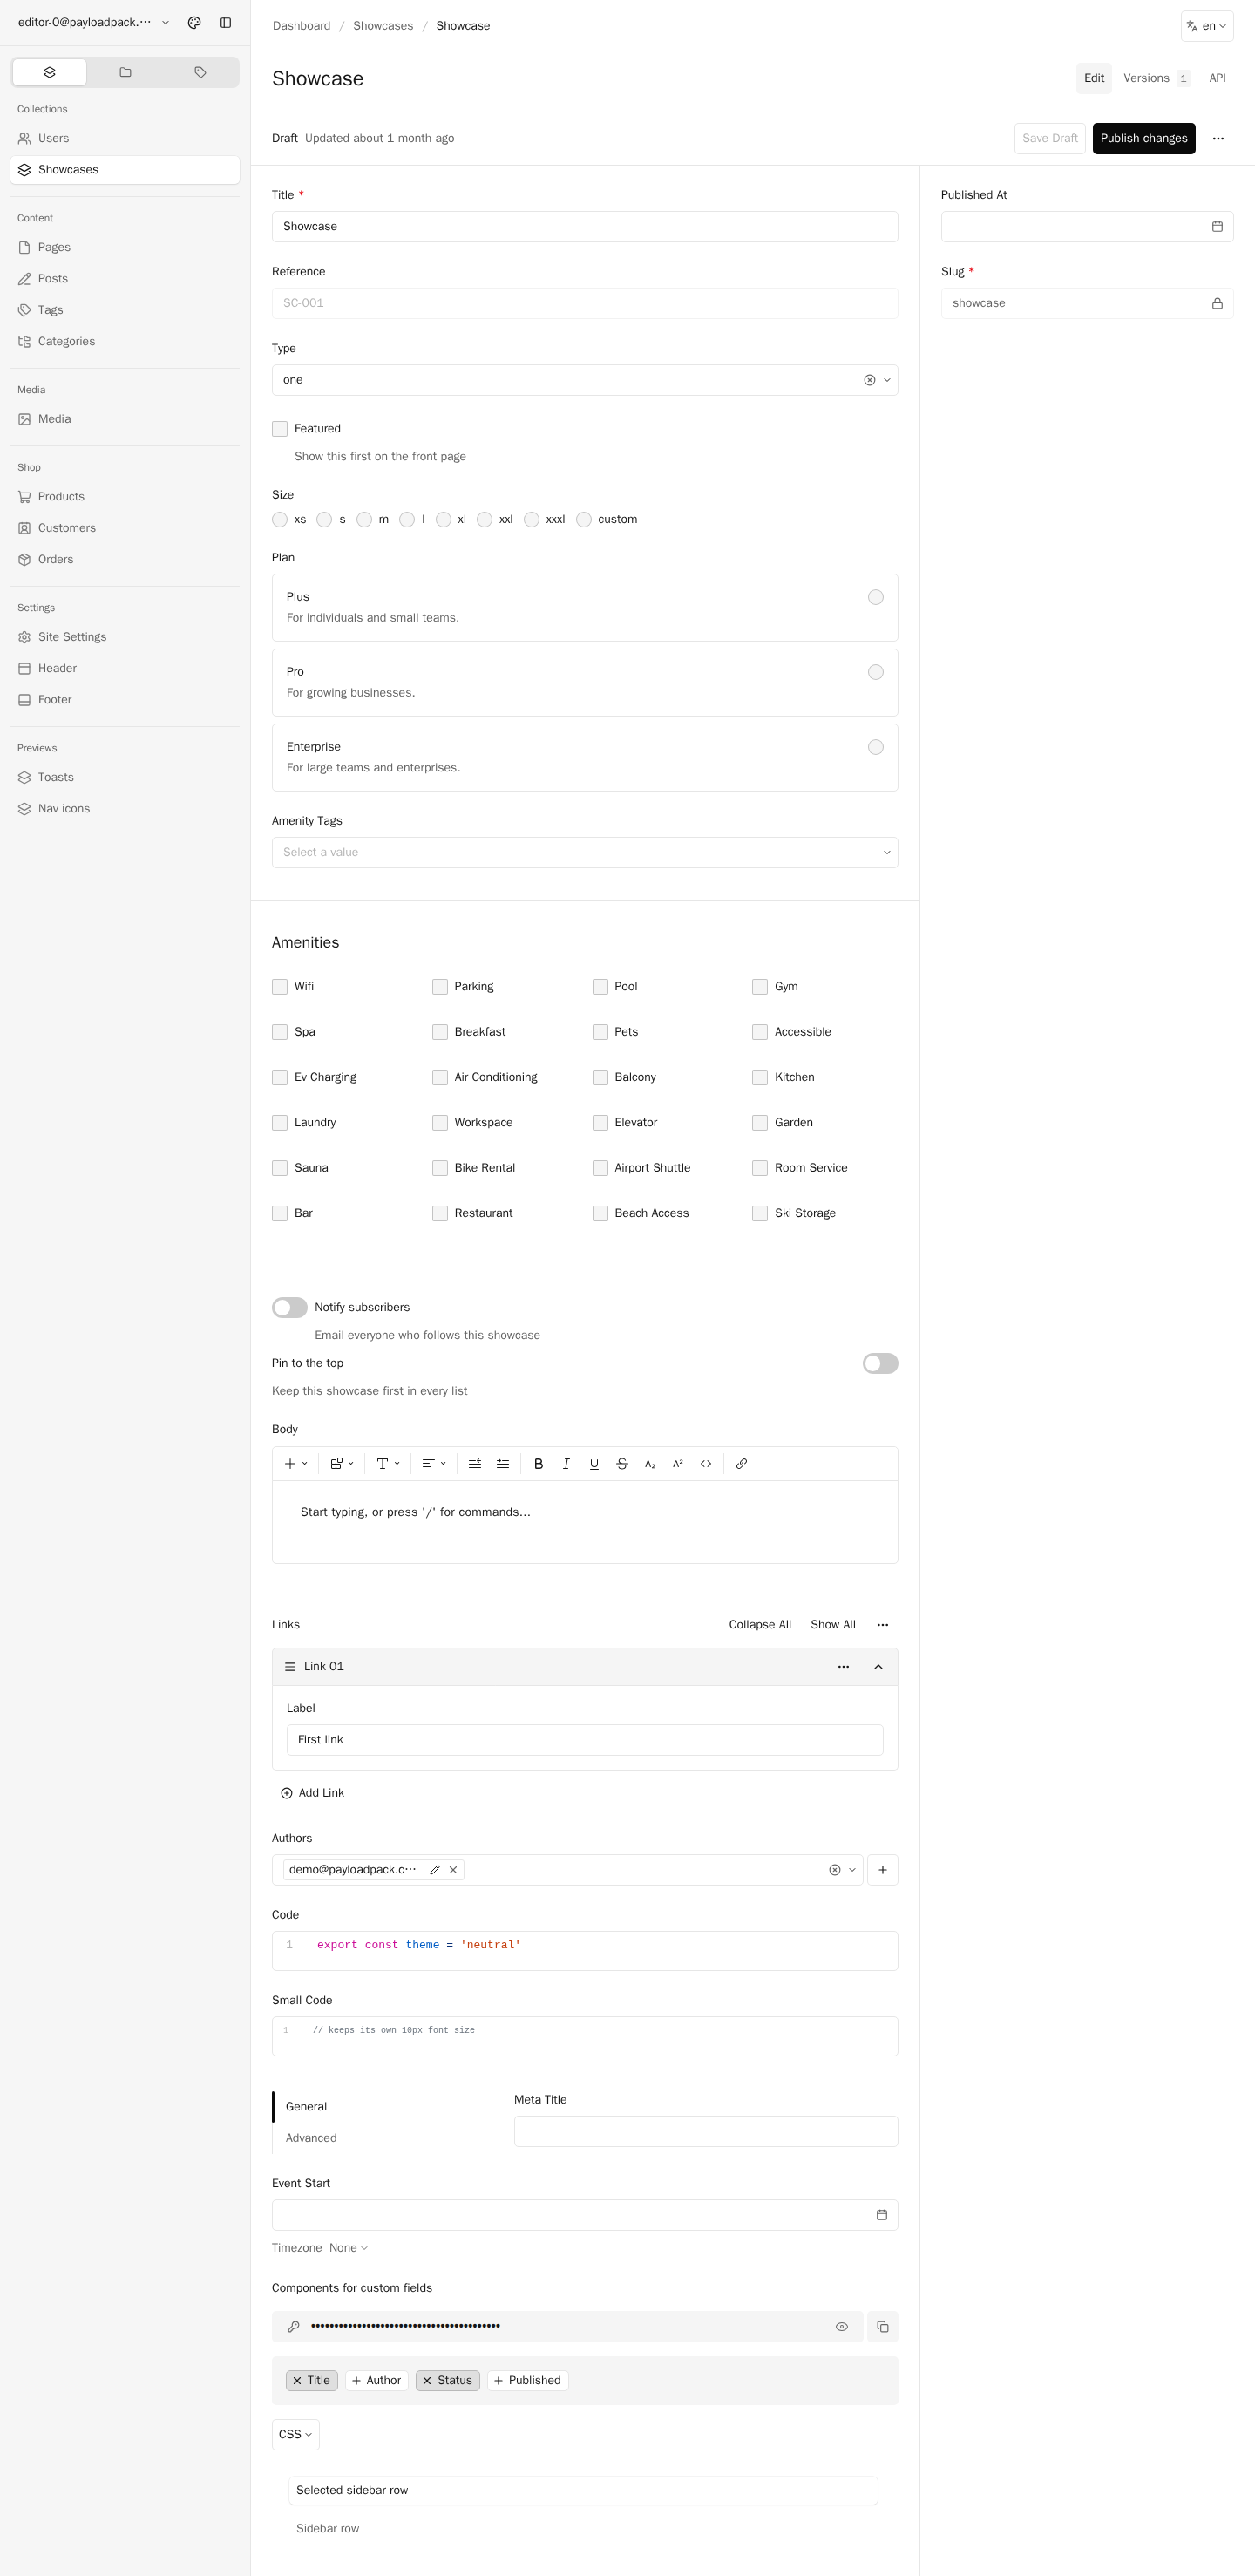 editor-0@payloadpack.···
Dashboard / Showcases / Showcase
en
Showcase
Edit
Versions 1
API
Draft Updated about 1 month ago
Save Draft
Publish changes
Collections
Users
Showcases
Content
Pages
Posts
Tags
Categories
Media
Media
Shop
Products
Customers
Orders
Settings
Site Settings
Header
Footer
Previews
Toasts
Nav icons
Title *
Showcase
Reference
SC-001
Type
one
Featured
Show this first on the front page
Size
xs s m l xl xxl xxxl custom
Plan
Plus
For individuals and small teams.
Pro
For growing businesses.
Enterprise
For large teams and enterprises.
Amenity Tags
Select a value
Amenities
Wifi Parking Pool Gym
Spa Breakfast Pets Accessible
Ev Charging Air Conditioning Balcony Kitchen
Laundry Workspace Elevator Garden
Sauna Bike Rental Airport Shuttle Room Service
Bar Restaurant Beach Access Ski Storage
Notify subscribers
Email everyone who follows this showcase
Pin to the top
Keep this showcase first in every list
Body
Start typing, or press '/' for commands...
Links Collapse All Show All
Link 01
Label
First link
Add Link
Authors
demo@payloadpack.c···
Code
1 export const theme = 'neutral'
Small Code
1 // keeps its own 10px font size
General
Advanced
Meta Title
Event Start
Timezone None
Components for custom fields
Title Author Status Published
CSS
Selected sidebar row
Sidebar row
Published At
Slug *
showcase